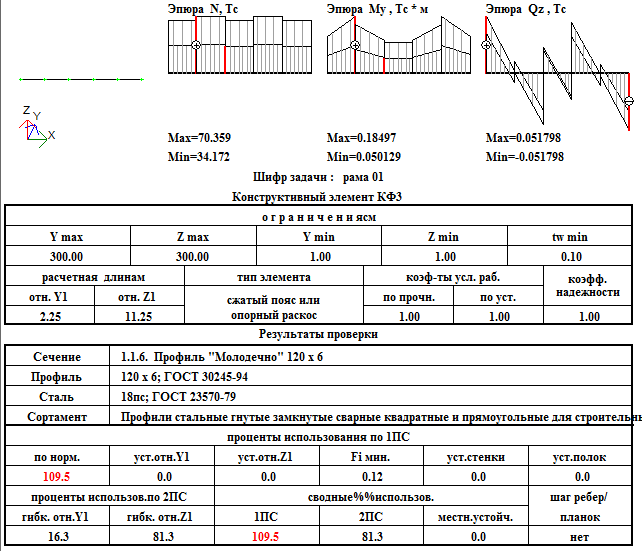 Эпюра N, Тс
Эпюра My , Тс * м
Эпюра Qz , Тс
Z
Y
X
Max=70.359
Max=0.18497
Max=0.051798
Min=34.172
Min=0.050129
Min=-0.051798
Шифр задачи : рама 01
Конструктивный элемент КФ3
о г р а н и ч е н и ясм
Y max Z max Y min Z min tw min
300.00 300.00 1.00 1.00 0.10
расчетная длинам тип элемента коэф-ты усл. раб. коэфф. надежности
отн. Y1 отн. Z1 сжатый пояс или опорный раскос по прочн. по уст.
2.25 11.25 1.00 1.00 1.00
Результаты проверки
Сечение 1.1.6. Профиль "Молодечно" 120 x 6
Профиль 120 x 6; ГОСТ 30245-94
Сталь 18пс; ГОСТ 23570-79
Сортамент Профили стальные гнутые замкнутые сварные квадратные и прямоугольные для строительн
проценты использования по 1ПС
по норм. уст.отн.Y1 уст.отн.Z1 Fi мин. уст.стенки уст.полок
109.5 0.0 0.0 0.12 0.0 0.0
проценты использов.по 2ПС сводные%%использов. шаг ребер/
гибк. отн.Y1 гибк. отн.Z1 1ПС 2ПС местн.устойч. планок
16.3 81.3 109.5 81.3 0.0 нет